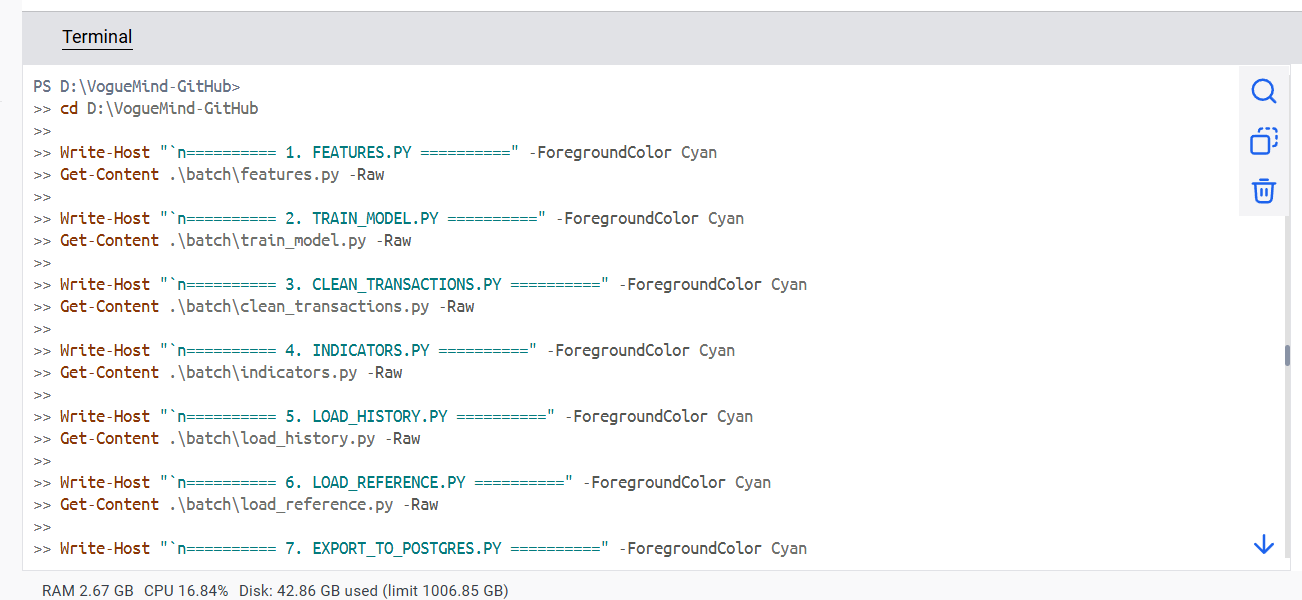 Terminal
PS D:\VogueMind-GitHub>
>> cd D:\VogueMind-GitHub
>>
>> Write-Host "`n========== 1. FEATURES.PY ==========" -ForegroundColor Cyan
>> Get-Content .\batch\features.py -Raw
>>
>> Write-Host "`n========== 2. TRAIN_MODEL.PY ==========" -ForegroundColor Cyan
>> Get-Content .\batch\train_model.py -Raw
>>
>> Write-Host "`n========== 3. CLEAN_TRANSACTIONS.PY ==========" -ForegroundColor Cyan
>> Get-Content .\batch\clean_transactions.py -Raw
>>
>> Write-Host "`n========== 4. INDICATORS.PY ==========" -ForegroundColor Cyan
>> Get-Content .\batch\indicators.py -Raw
>>
>> Write-Host "`n========== 5. LOAD_HISTORY.PY ==========" -ForegroundColor Cyan
>> Get-Content .\batch\load_history.py -Raw
>>
>> Write-Host "`n========== 6. LOAD_REFERENCE.PY ==========" -ForegroundColor Cyan
>> Get-Content .\batch\load_reference.py -Raw
>>
>> Write-Host "`n========== 7. EXPORT_TO_POSTGRES.PY ==========" -ForegroundColor Cyan
RAM 2.67 GB CPU 16.84% Disk: 42.86 GB used (limit 1006.85 GB)